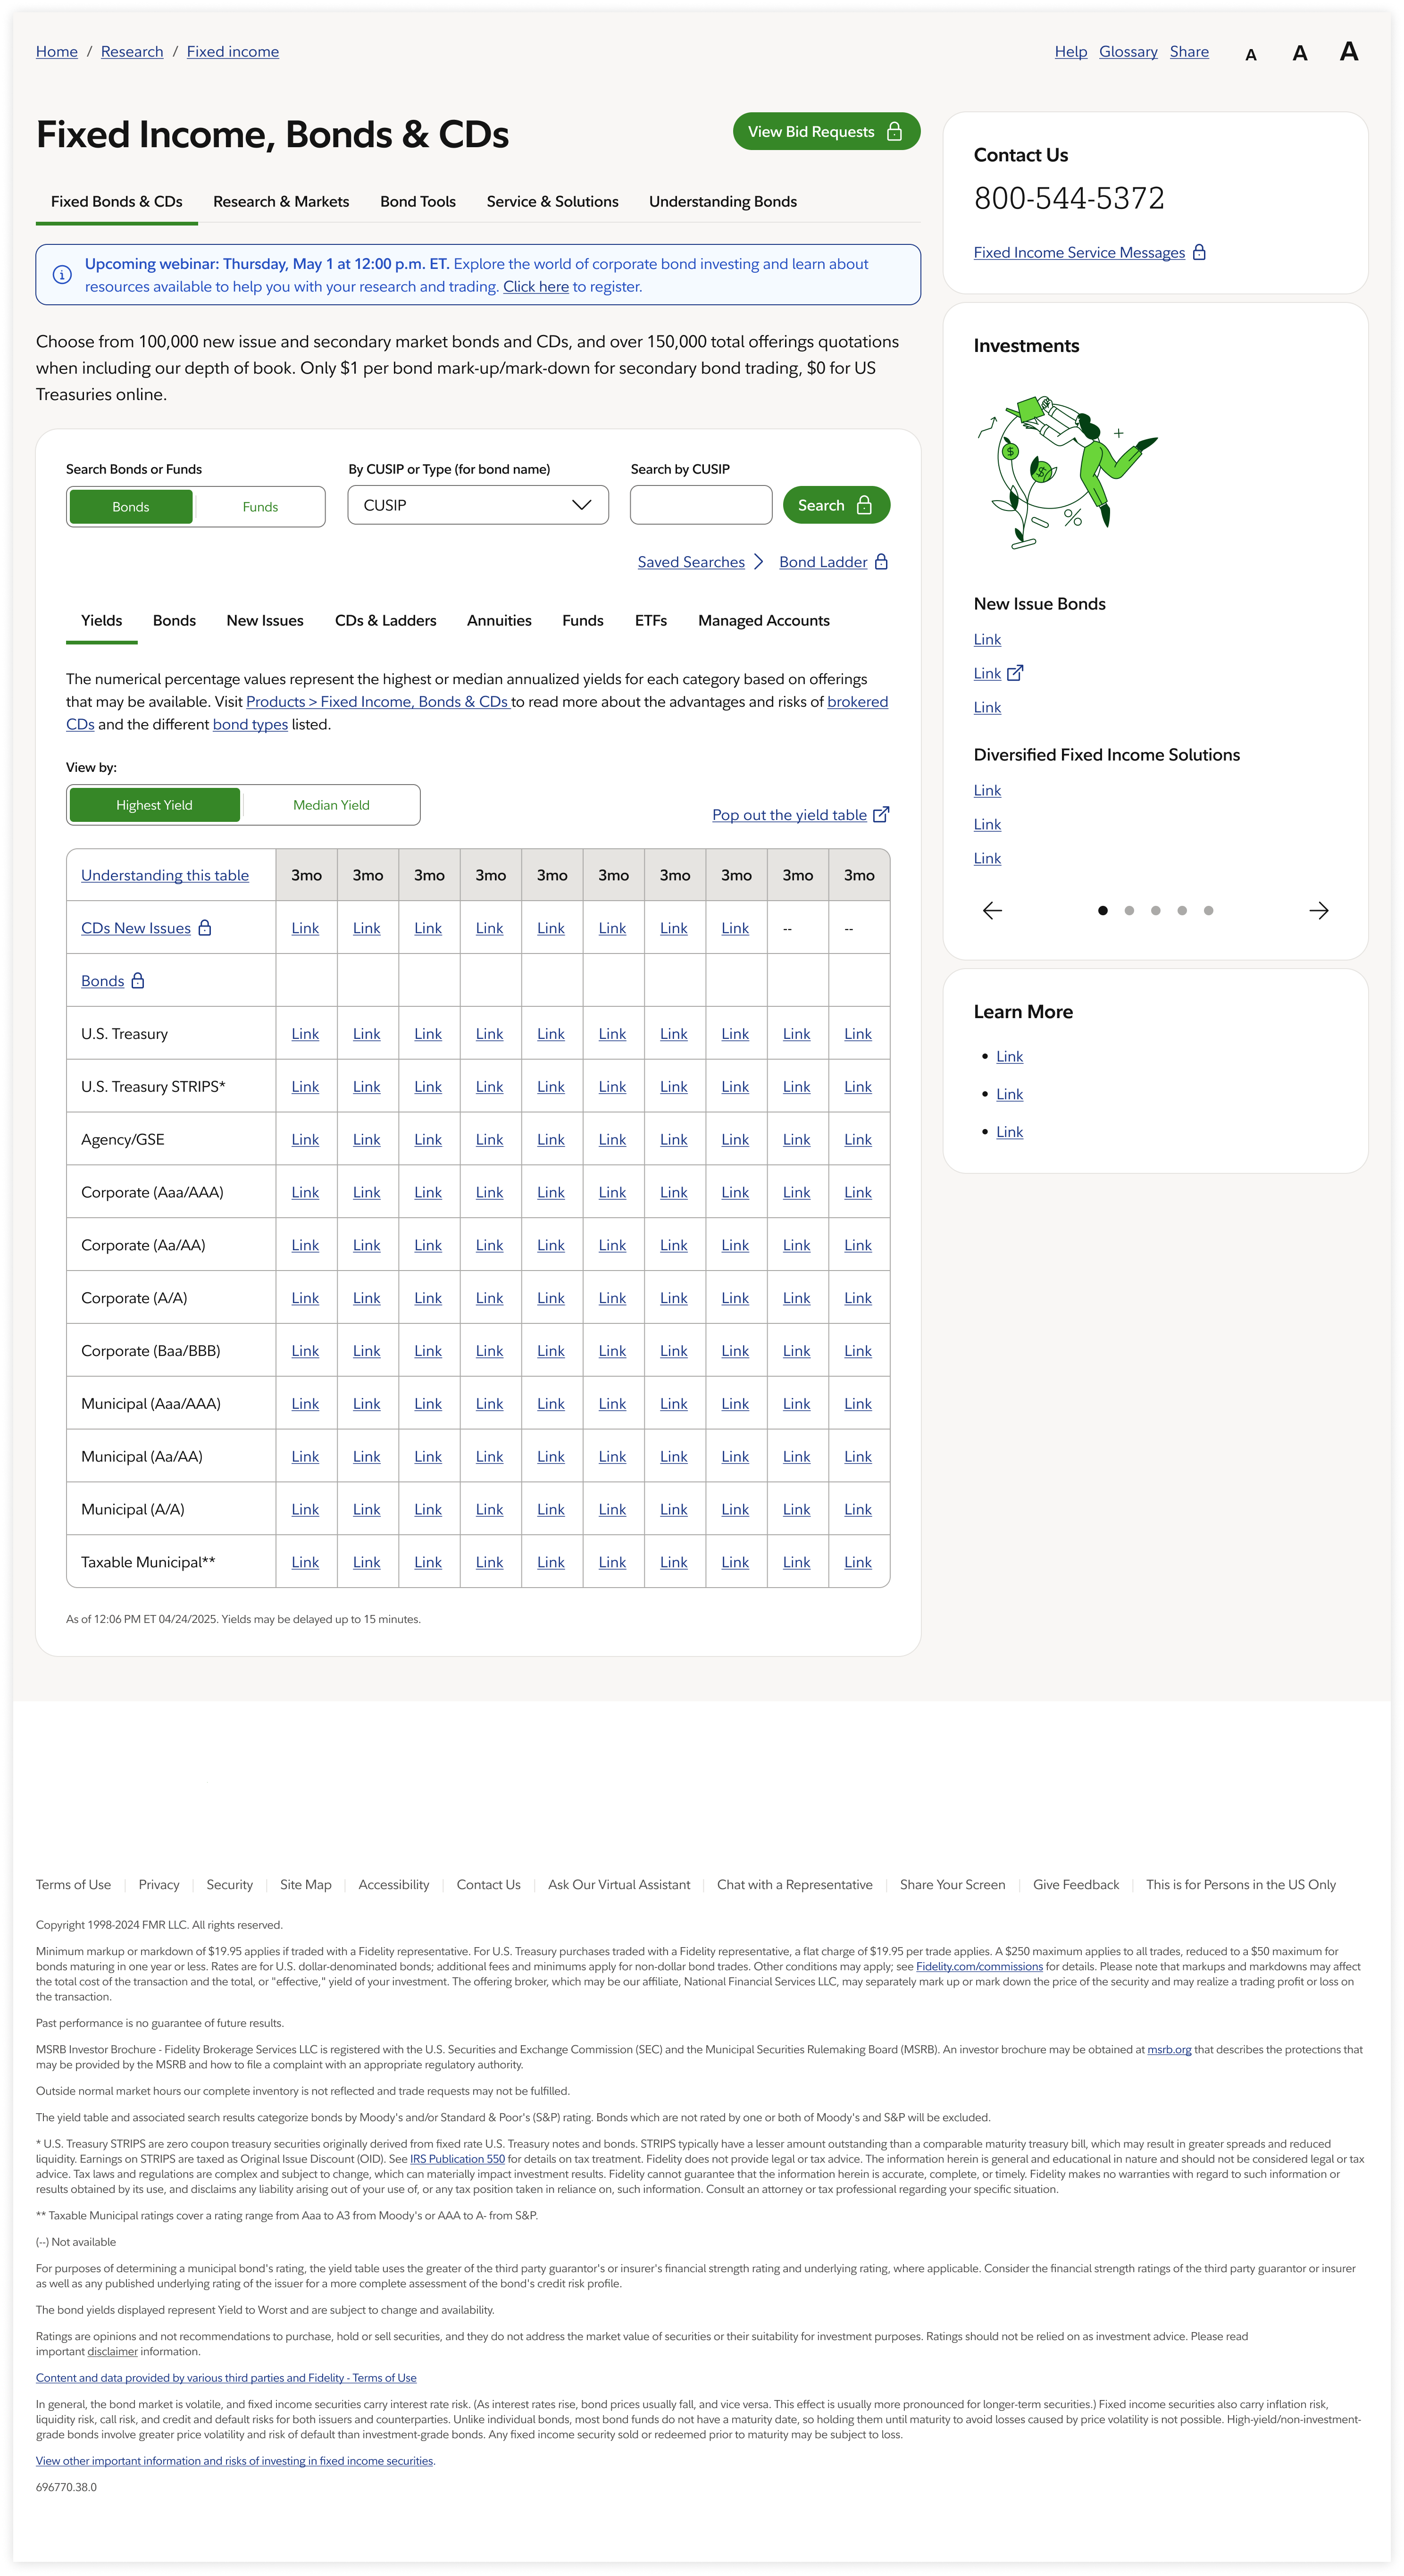 Home / Research / Fixed income
Help Glossary Share A A A
Fixed Income, Bonds & CDs
View Bid Requests
Fixed Bonds & CDs Research & Markets Bond Tools Service & Solutions Understanding Bonds
Upcoming webinar: Thursday, May 1 at 12:00 p.m. ET. Explore the world of corporate bond investing and learn about
resources available to help you with your research and trading. Click here to register.
Choose from 100,000 new issue and secondary market bonds and CDs, and over 150,000 total offerings quotations
when including our depth of book. Only $1 per bond mark-up/mark-down for secondary bond trading, $0 for US
Treasuries online.
Search Bonds or Funds By CUSIP or Type (for bond name) Search by CUSIP
Bonds Funds CUSIP Search
Saved Searches Bond Ladder
Yields Bonds New Issues CDs & Ladders Annuities Funds ETFs Managed Accounts
The numerical percentage values represent the highest or median annualized yields for each category based on offerings
that may be available. Visit Products > Fixed Income, Bonds & CDs to read more about the advantages and risks of brokered
CDs and the different bond types listed.
View by:
Highest Yield Median Yield
Pop out the yield table
Understanding this table 3mo 3mo 3mo 3mo 3mo 3mo 3mo 3mo 3mo 3mo
CDs New Issues Link Link Link Link Link Link Link Link -- --
Bonds
U.S. Treasury Link Link Link Link Link Link Link Link Link Link
U.S. Treasury STRIPS* Link Link Link Link Link Link Link Link Link Link
Agency/GSE Link Link Link Link Link Link Link Link Link Link
Corporate (Aaa/AAA) Link Link Link Link Link Link Link Link Link Link
Corporate (Aa/AA) Link Link Link Link Link Link Link Link Link Link
Corporate (A/A) Link Link Link Link Link Link Link Link Link Link
Corporate (Baa/BBB) Link Link Link Link Link Link Link Link Link Link
Municipal (Aaa/AAA) Link Link Link Link Link Link Link Link Link Link
Municipal (Aa/AA) Link Link Link Link Link Link Link Link Link Link
Municipal (A/A) Link Link Link Link Link Link Link Link Link Link
Taxable Municipal** Link Link Link Link Link Link Link Link Link Link
As of 12:06 PM ET 04/24/2025. Yields may be delayed up to 15 minutes.
Contact Us
800-544-5372
Fixed Income Service Messages
Investments
$
$
%
New Issue Bonds
Link
Link
Link
Diversified Fixed Income Solutions
Link
Link
Link
Learn More
• Link
• Link
• Link
Terms of Use Privacy Security Site Map Accessibility Contact Us Ask Our Virtual Assistant Chat with a Representative Share Your Screen Give Feedback This is for Persons in the US Only
Copyright 1998-2024 FMR LLC. All rights reserved.
Minimum markup or markdown of $19.95 applies if traded with a Fidelity representative. For U.S. Treasury purchases traded with a Fidelity representative, a flat charge of $19.95 per trade applies. A $250 maximum applies to all trades, reduced to a $50 maximum for
bonds maturing in one year or less. Rates are for U.S. dollar-denominated bonds; additional fees and minimums apply for non-dollar bond trades. Other conditions may apply; see Fidelity.com/commissions for details. Please note that markups and markdowns may affect
the total cost of the transaction and the total, or "effective," yield of your investment. The offering broker, which may be our affiliate, National Financial Services LLC, may separately mark up or mark down the price of the security and may realize a trading profit or loss on
the transaction.
Past performance is no guarantee of future results.
MSRB Investor Brochure - Fidelity Brokerage Services LLC is registered with the U.S. Securities and Exchange Commission (SEC) and the Municipal Securities Rulemaking Board (MSRB). An investor brochure may be obtained at msrb.org that describes the protections that
may be provided by the MSRB and how to file a complaint with an appropriate regulatory authority.
Outside normal market hours our complete inventory is not reflected and trade requests may not be fulfilled.
The yield table and associated search results categorize bonds by Moody's and/or Standard & Poor's (S&P) rating. Bonds which are not rated by one or both of Moody's and S&P will be excluded.
* U.S. Treasury STRIPS are zero coupon treasury securities originally derived from fixed rate U.S. Treasury notes and bonds. STRIPS typically have a lesser amount outstanding than a comparable maturity treasury bill, which may result in greater spreads and reduced
liquidity. Earnings on STRIPS are taxed as Original Issue Discount (OID). See IRS Publication 550 for details on tax treatment. Fidelity does not provide legal or tax advice. The information herein is general and educational in nature and should not be considered legal or tax
advice. Tax laws and regulations are complex and subject to change, which can materially impact investment results. Fidelity cannot guarantee that the information herein is accurate, complete, or timely. Fidelity makes no warranties with regard to such information or
results obtained by its use, and disclaims any liability arising out of your use of, or any tax position taken in reliance on, such information. Consult an attorney or tax professional regarding your specific situation.
** Taxable Municipal ratings cover a rating range from Aaa to A3 from Moody's or AAA to A- from S&P.
(--) Not available
For purposes of determining a municipal bond's rating, the yield table uses the greater of the third party guarantor's or insurer's financial strength rating and underlying rating, where applicable. Consider the financial strength ratings of the third party guarantor or insurer
as well as any published underlying rating of the issuer for a more complete assessment of the bond's credit risk profile.
The bond yields displayed represent Yield to Worst and are subject to change and availability.
Ratings are opinions and not recommendations to purchase, hold or sell securities, and they do not address the market value of securities or their suitability for investment purposes. Ratings should not be relied on as investment advice. Please read
important disclaimer information.
Content and data provided by various third parties and Fidelity - Terms of Use
In general, the bond market is volatile, and fixed income securities carry interest rate risk. (As interest rates rise, bond prices usually fall, and vice versa. This effect is usually more pronounced for longer-term securities.) Fixed income securities also carry inflation risk,
liquidity risk, call risk, and credit and default risks for both issuers and counterparties. Unlike individual bonds, most bond funds do not have a maturity date, so holding them until maturity to avoid losses caused by price volatility is not possible. High-yield/non-investment-
grade bonds involve greater price volatility and risk of default than investment-grade bonds. Any fixed income security sold or redeemed prior to maturity may be subject to loss.
View other important information and risks of investing in fixed income securities.
696770.38.0